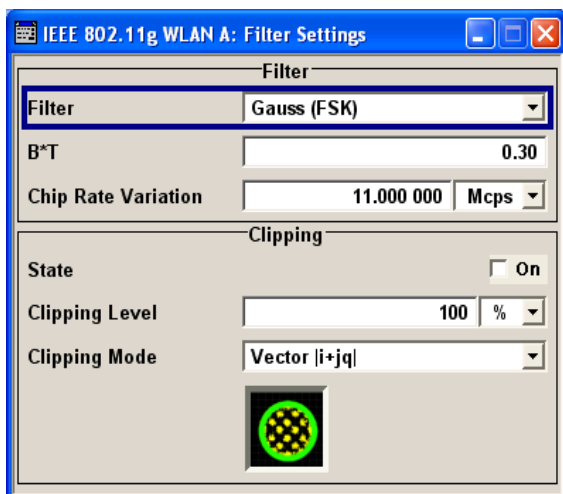 IEEE 802.11g WLAN A: Filter Settings
Filter
Filter Gauss (FSK)
B*T 0.30
Chip Rate Variation 11.000 000 Mcps
Clipping
State On
Clipping Level 100 %
Clipping Mode Vector |i+jq|